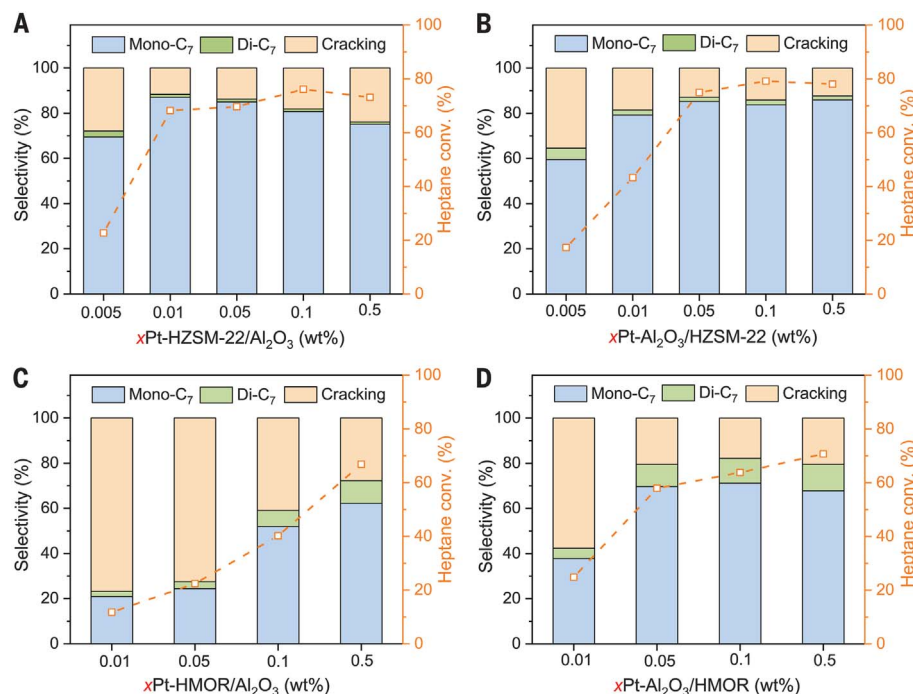 A
Mono-C₇ Di-C₇ Cracking
Selectivity (%)
100
80
60
40
20
0
100
80
60
40
20
0
Heptane conv. (%)
0.005 0.01 0.05 0.1 0.5
xPt-HZSM-22/Al₂O₃ (wt%)
B
Mono-C₇ Di-C₇ Cracking
Selectivity (%)
100
80
60
40
20
0
100
80
60
40
20
0
Heptane conv. (%)
0.005 0.01 0.05 0.1 0.5
xPt-Al₂O₃/HZSM-22 (wt%)
C
Mono-C₇ Di-C₇ Cracking
Selectivity (%)
100
80
60
40
20
0
100
80
60
40
20
0
Heptane conv. (%)
0.01 0.05 0.1 0.5
xPt-HMOR/Al₂O₃ (wt%)
D
Mono-C₇ Di-C₇ Cracking
Selectivity (%)
100
80
60
40
20
0
100
80
60
40
20
0
Heptane conv. (%)
0.01 0.05 0.1 0.5
xPt-Al₂O₃/HMOR (wt%)